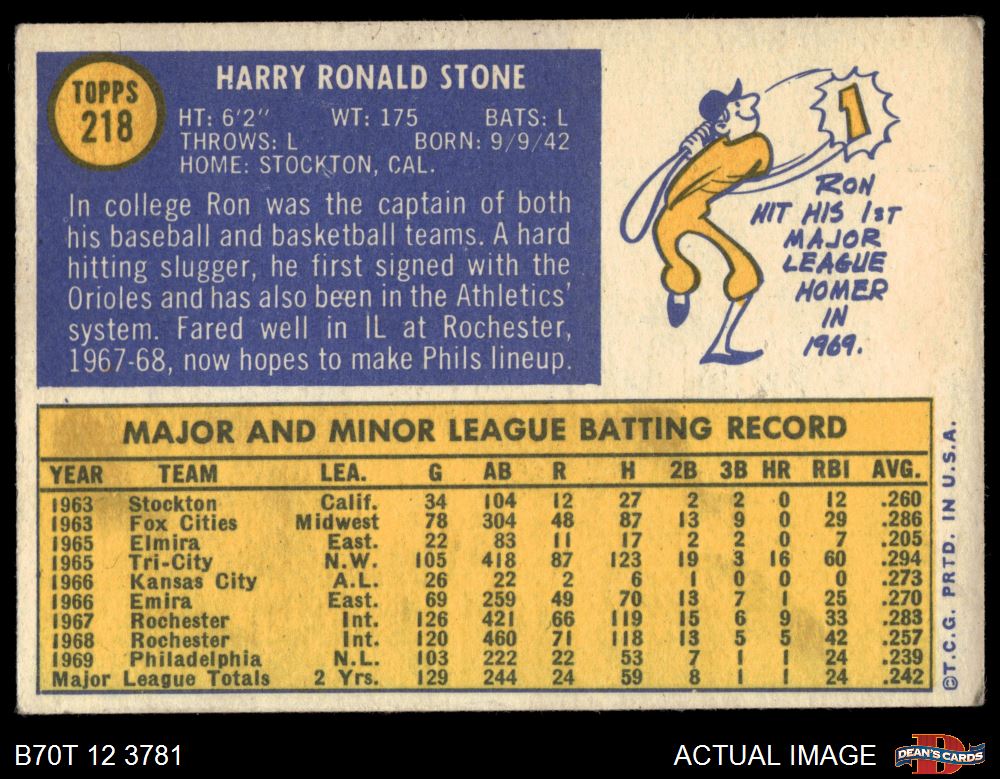 TOPPS
218
HARRY RONALD STONE
HT: 6'2" WT: 175 BATS: L
THROWS: L BORN: 9/9/42
HOME: STOCKTON, CAL.
In college Ron was the captain of both
his baseball and basketball teams. A hard
hitting slugger, he first signed with the
Orioles and has also been in the Athletics'
system. Fared well in IL at Rochester,
1967-68, now hopes to make Phils lineup.
1
RON
HIT HIS 1ST
MAJOR
LEAGUE
HOMER
IN
1969.
MAJOR AND MINOR LEAGUE BATTING RECORD
YEAR TEAM LEA. G AB R H 2B 3B HR RBI AVG.
1963 Stockton Calif. 34 104 12 27 2 2 0 12 .260
1963 Fox Cities Midwest 78 304 48 87 13 9 0 29 .286
1965 Elmira East. 22 83 11 17 2 2 0 7 .205
1965 Tri-City N.W. 105 418 87 123 19 3 16 60 .294
1966 Kansas City A.L. 26 22 2 6 1 0 0 0 .273
1966 Emira East. 69 259 49 70 13 7 1 25 .270
1967 Rochester Int. 126 421 66 119 15 6 9 33 .283
1968 Rochester Int. 120 460 71 118 13 5 5 42 .257
1969 Philadelphia N.L. 103 222 22 53 7 1 1 24 .239
Major League Totals 2 Yrs. 129 244 24 59 8 1 1 24 .242
©T.C.G. PRTD. IN U.S.A.
B70T 12 3781
ACTUAL IMAGE
DEAN'S CARDS